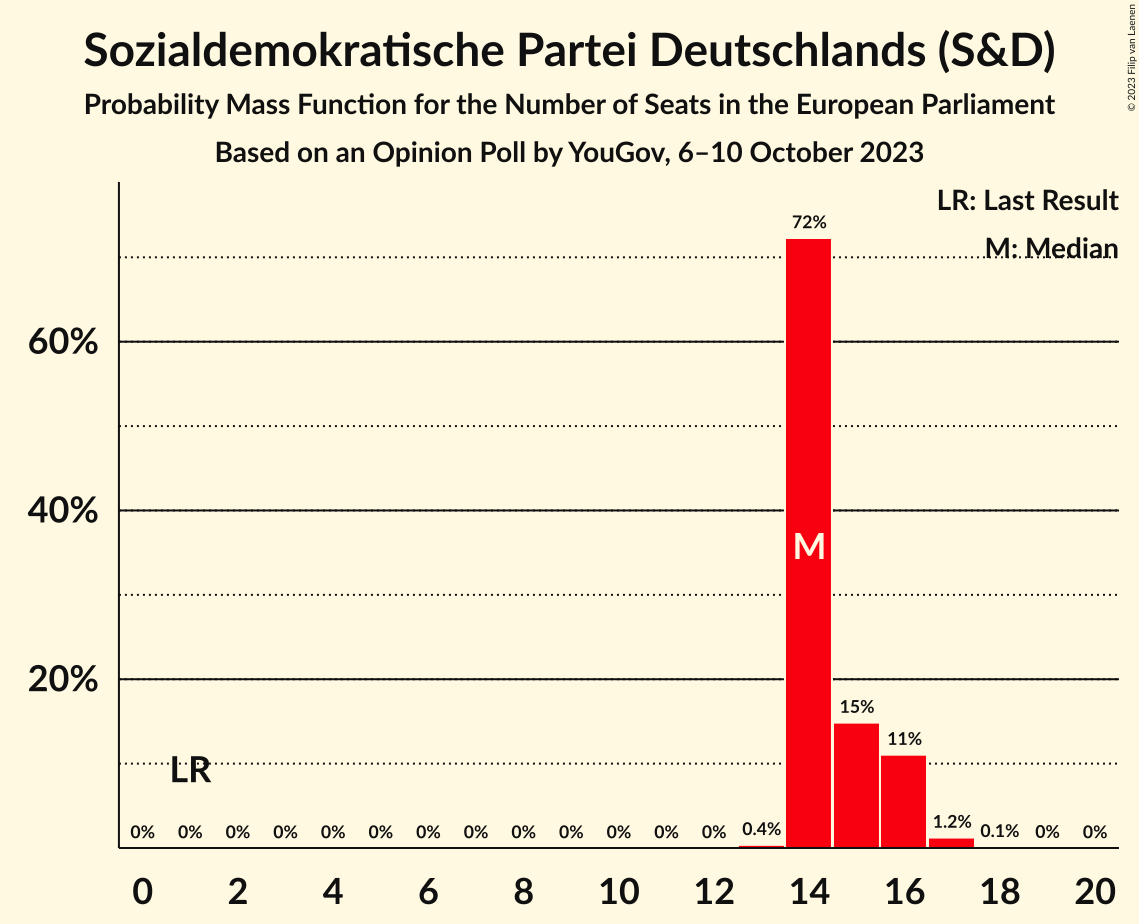 Sozialdemokratische Partei Deutschlands (S&D)
Probability Mass Function for the Number of Seats in the European Parliament
Based on an Opinion Poll by YouGov, 6–10 October 2023
© 2023 Filip van Laenen
LR: Last Result
M: Median
72%
60%
40%
M
20%
15%
11%
LR
0% 0% 0% 0% 0% 0% 0% 0% 0% 0% 0% 0% 0% 0.4% 1.2% 0.1% 0% 0%
0 2 4 6 8 10 12 14 16 18 20